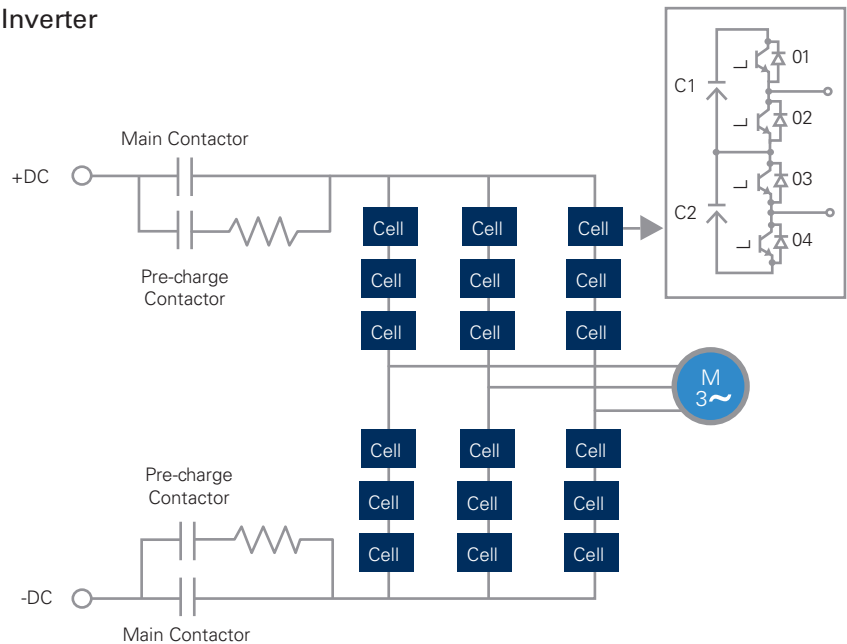 Inverter
Main Contactor
+DC
Pre-charge
Contactor
Cell Cell Cell
Cell Cell Cell
Cell Cell Cell
C1
01
02
C2
03
04
M
3~
Cell Cell Cell
Cell Cell Cell
Cell Cell Cell
Pre-charge
Contactor
-DC
Main Contactor